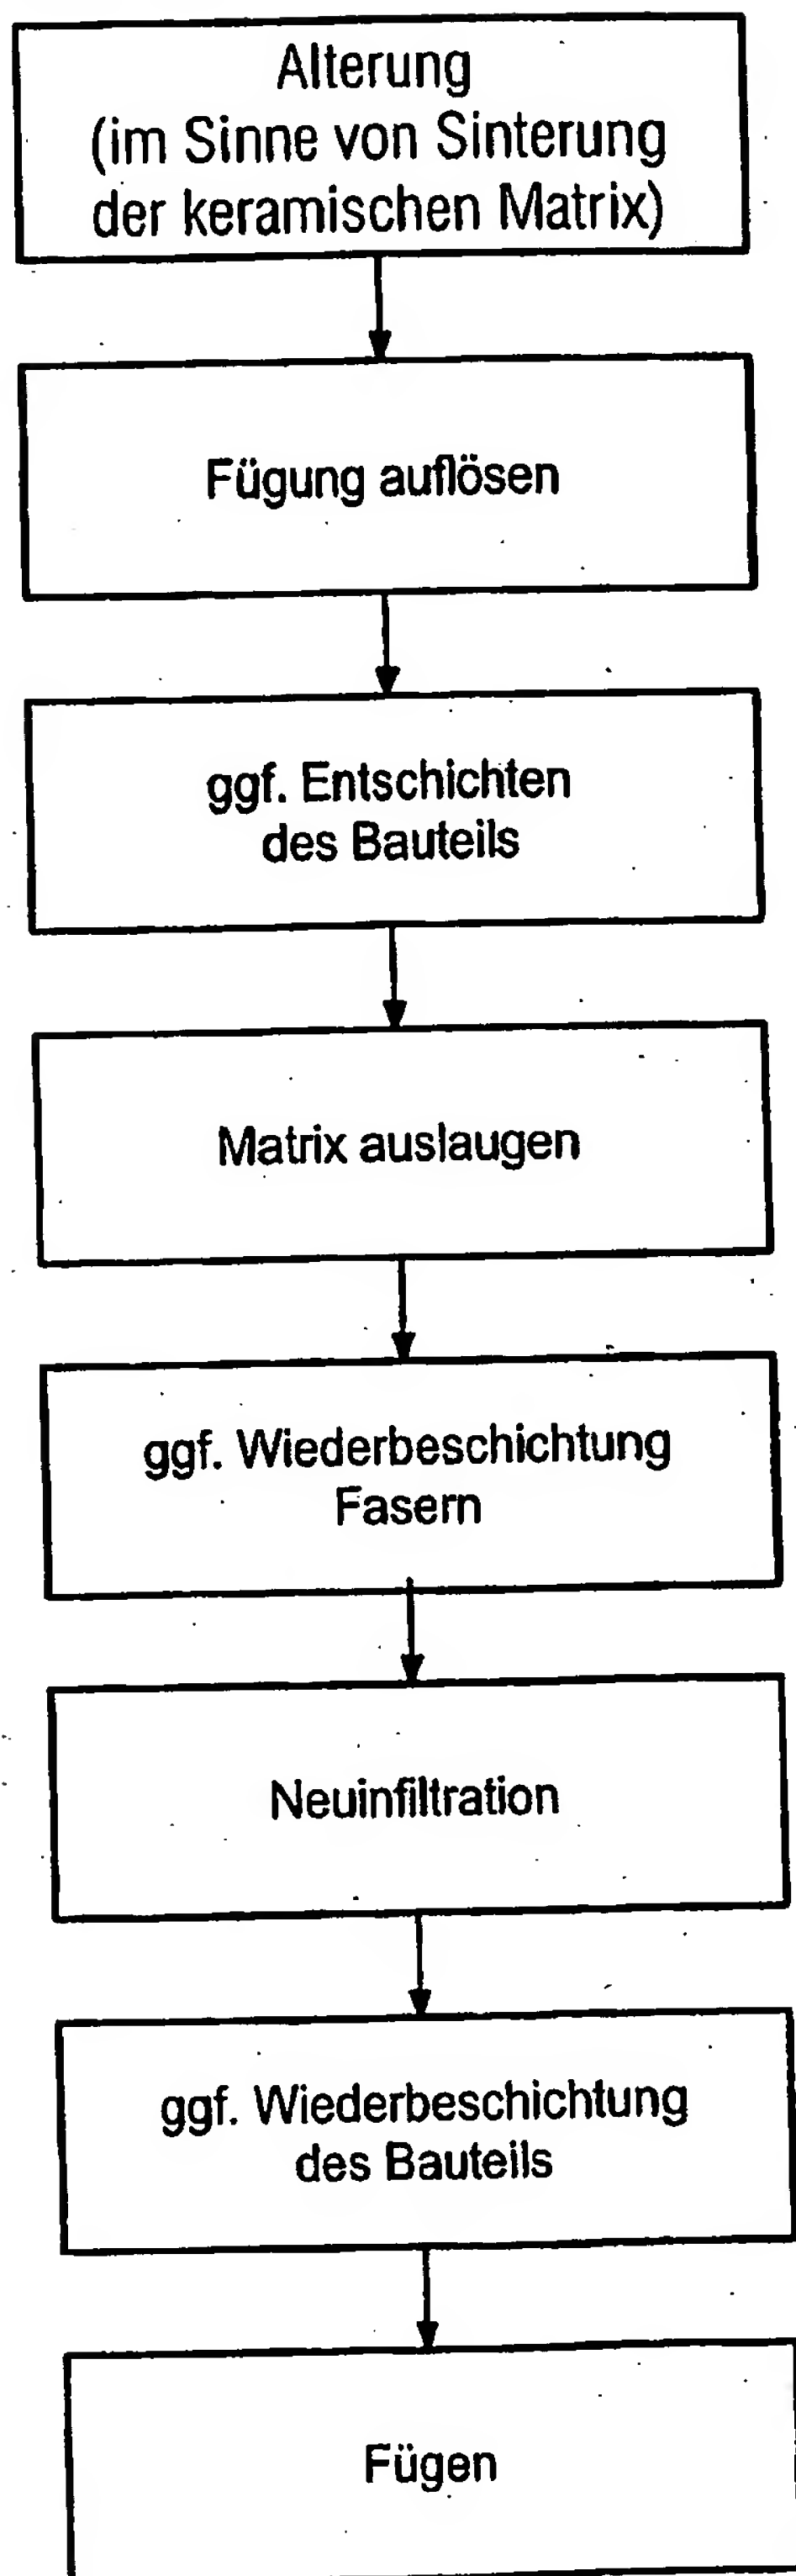 Alterung
(im Sinne von Sinterung
der keramischen Matrix)
Fügung auflösen
ggf. Entschichten
des Bauteils
Matrix auslaugen
ggf. Wiederbeschichtung
Fasern
Neuinfiltration
ggf. Wiederbeschichtung
des Bauteils
Fügen